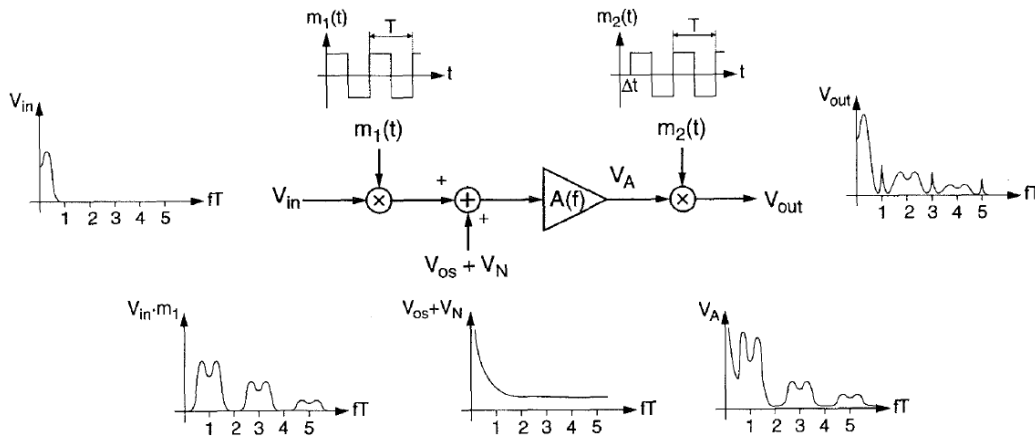 m₁(t) T
t
m₂(t) T
t
Δt
V_in
fT
1 2 3 4 5
m₁(t)
m₂(t)
V_out
fT
1 2 3 4 5
V_in
×
+
+
+
A(f)
V_A
×
V_out
V_os + V_N
V_in·m₁
fT
1 2 3 4 5
V_os+V_N
fT
1 2 3 4 5
V_A
fT
1 2 3 4 5